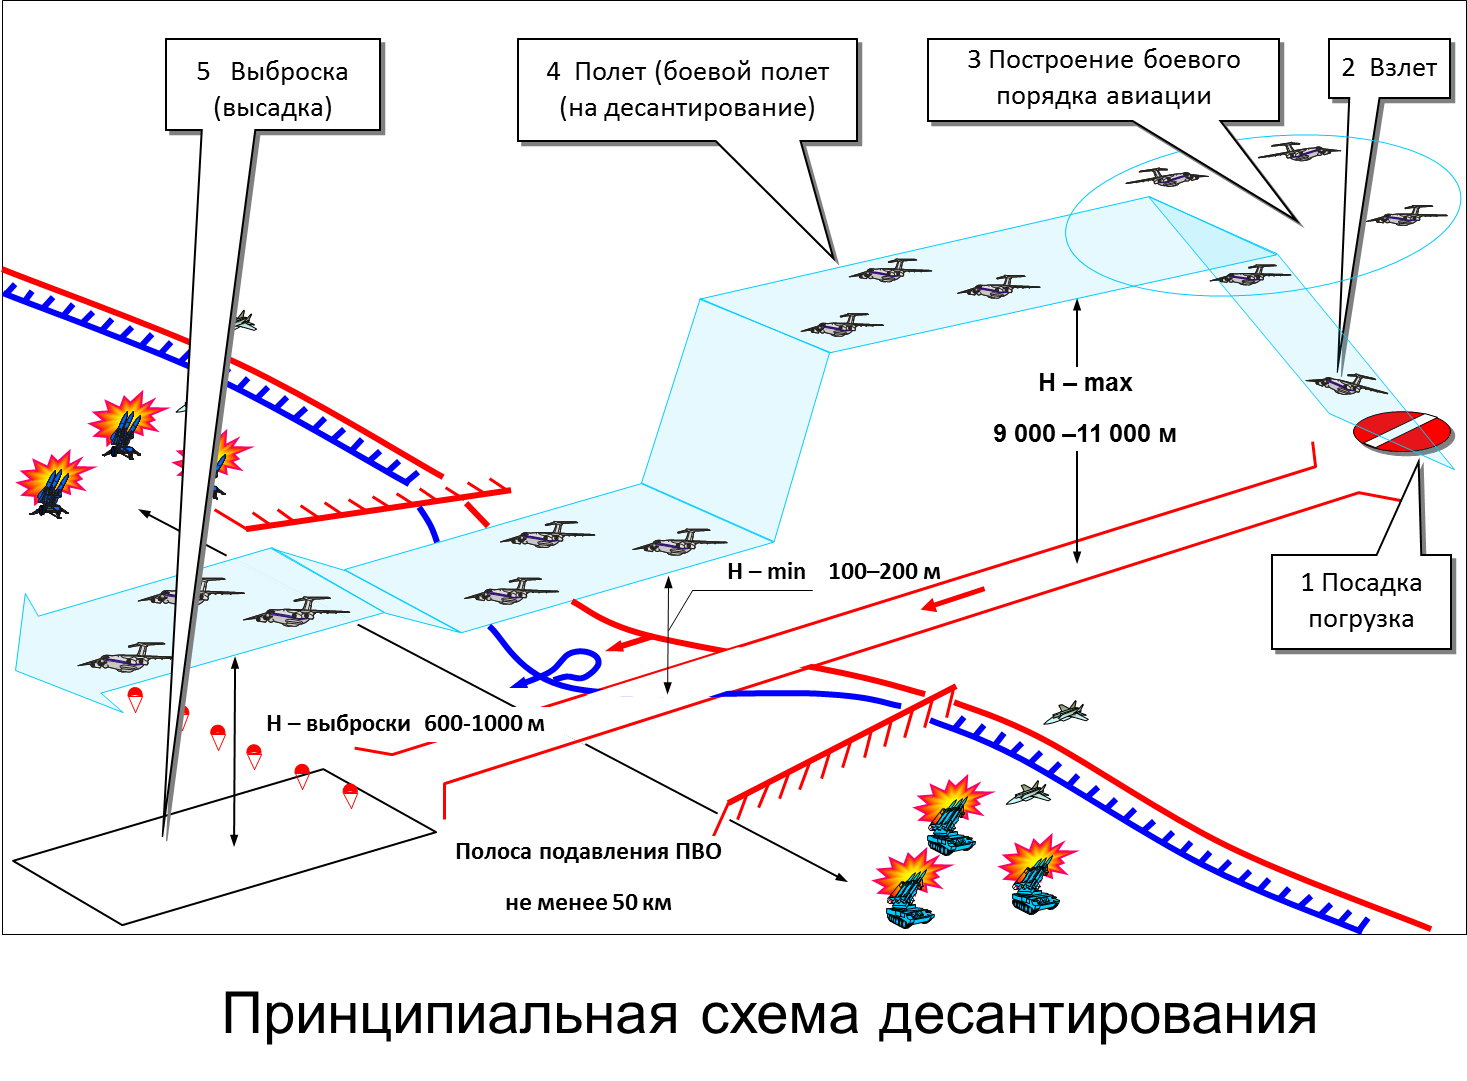 5 Выброска
(высадка)
4 Полет (боевой полет
(на десантирование)
3 Построение боевого
порядка авиации
2 Взлет
H – max
9 000 –11 000 м
H – min 100–200 м
1 Посадка
погрузка
H – выброски 600-1000 м
Полоса подавления ПВО
не менее 50 км
Принципиальная схема десантирования